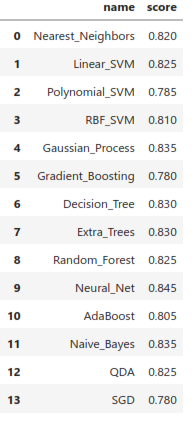 name score
0 Nearest_Neighbors 0.820
1 Linear_SVM 0.825
2 Polynomial_SVM 0.785
3 RBF_SVM 0.810
4 Gaussian_Process 0.835
5 Gradient_Boosting 0.780
6 Decision_Tree 0.830
7 Extra_Trees 0.830
8 Random_Forest 0.825
9 Neural_Net 0.845
10 AdaBoost 0.805
11 Naive_Bayes 0.835
12 QDA 0.825
13 SGD 0.780